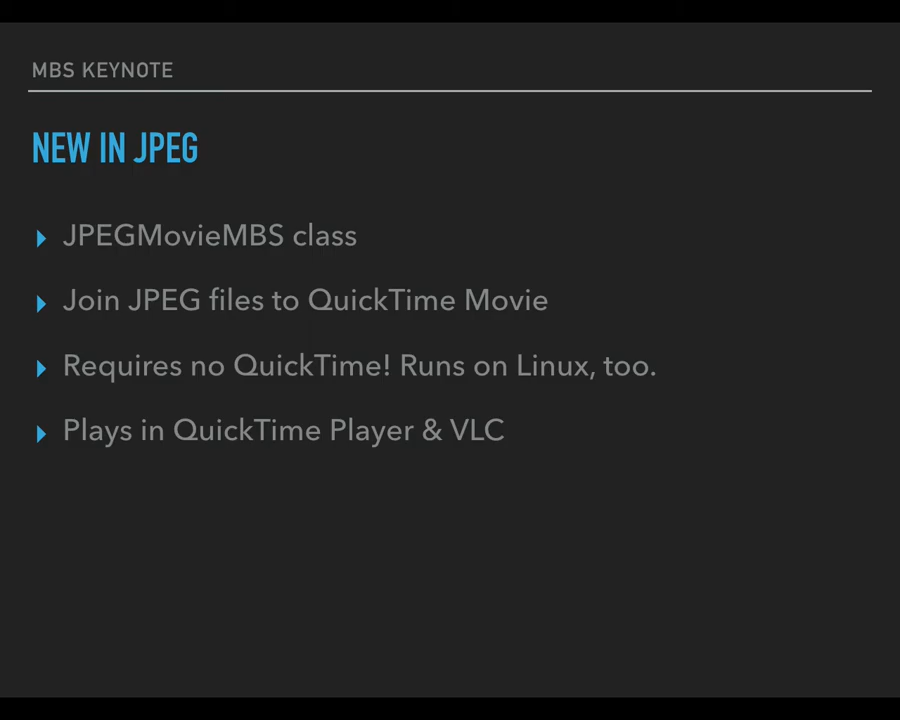 MBS KEYNOTE
NEW IN JPEG
JPEGMovieMBS class
Join JPEG files to QuickTime Movie
Requires no QuickTime! Runs on Linux, too.
Plays in QuickTime Player & VLC